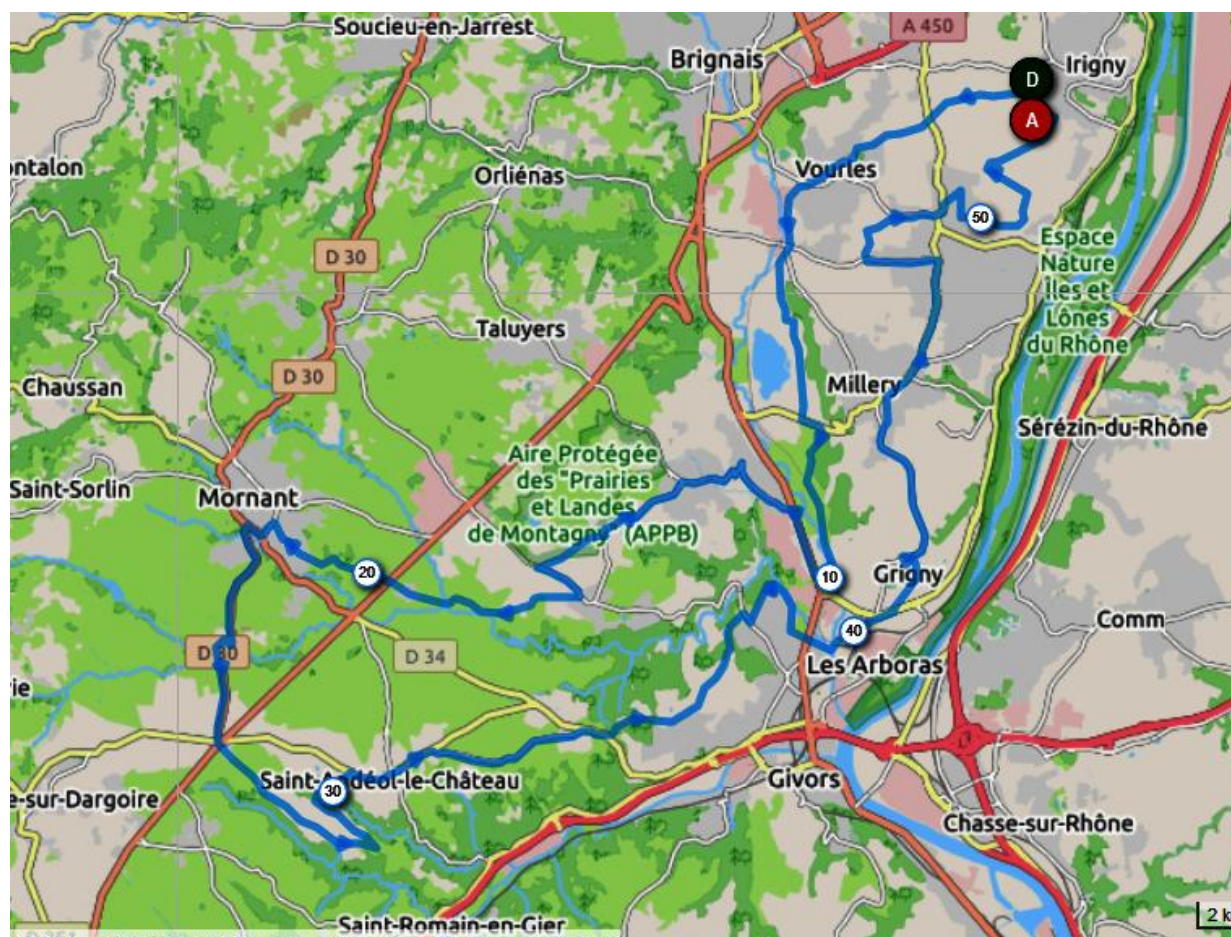 Soucieu-en-Jarrest
A 450
Brignais
Irigny
D
A
ontalon
Orliénas
Vourles
50
D 30
Espace
Nature
îles et
Lônes
du Rhône
Taluyers
D 30
Chaussan
Millery
Sérézin-du-Rhône
Aire Protégée
des "Prairies
et Landes
de Montagny" (APPB)
Saint-Sorlin
Mornant
20
10
Grigny
40
Comm
D 30
D 34
Les Arboras
rie
Saint-Andéol-le-Château
30
Givors
e-sur-Dargoire
Chasse-sur-Rhône
Saint-Romain-en-Gier
2 k